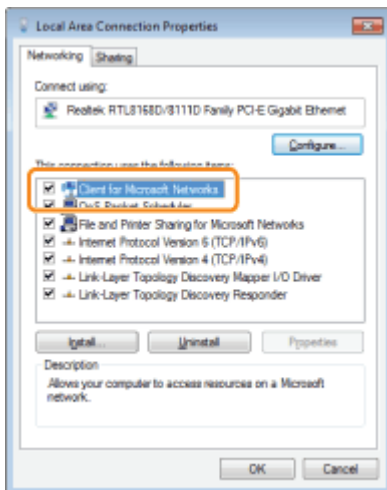 Local Area Connection Properties
Networking Sharing
Connect using:
Realtek RTL8168D/8111D Family PCI-E Gigabit Ethernet
Configure...
This connection uses the following items:
Client for Microsoft Networks
QoS Packet Scheduler
File and Printer Sharing for Microsoft Networks
Internet Protocol Version 6 (TCP/IPv6)
Internet Protocol Version 4 (TCP/IPv4)
Link-Layer Topology Discovery Mapper I/O Driver
Link-Layer Topology Discovery Responder
Install... Uninstall Properties
Description
Allows your computer to access resources on a Microsoft
network.
OK Cancel